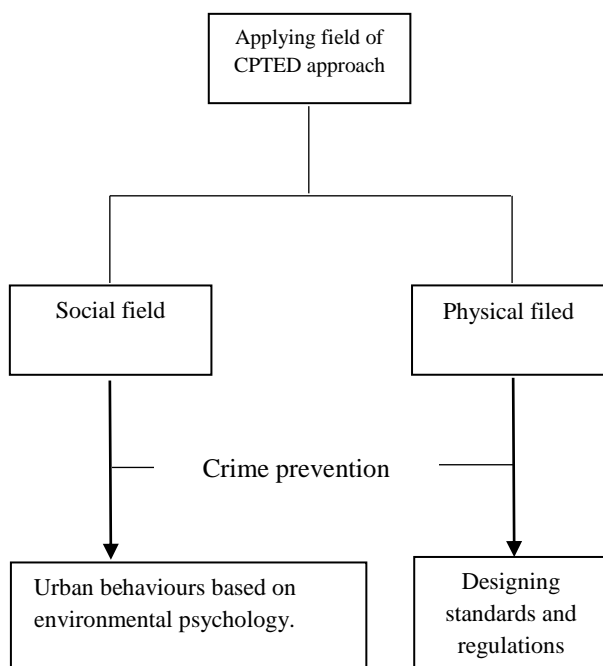 Applying field of
CPTED approach
Social field
Physical filed
Crime prevention
Urban behaviours based on
environmental psychology.
Designing
standards and
regulations